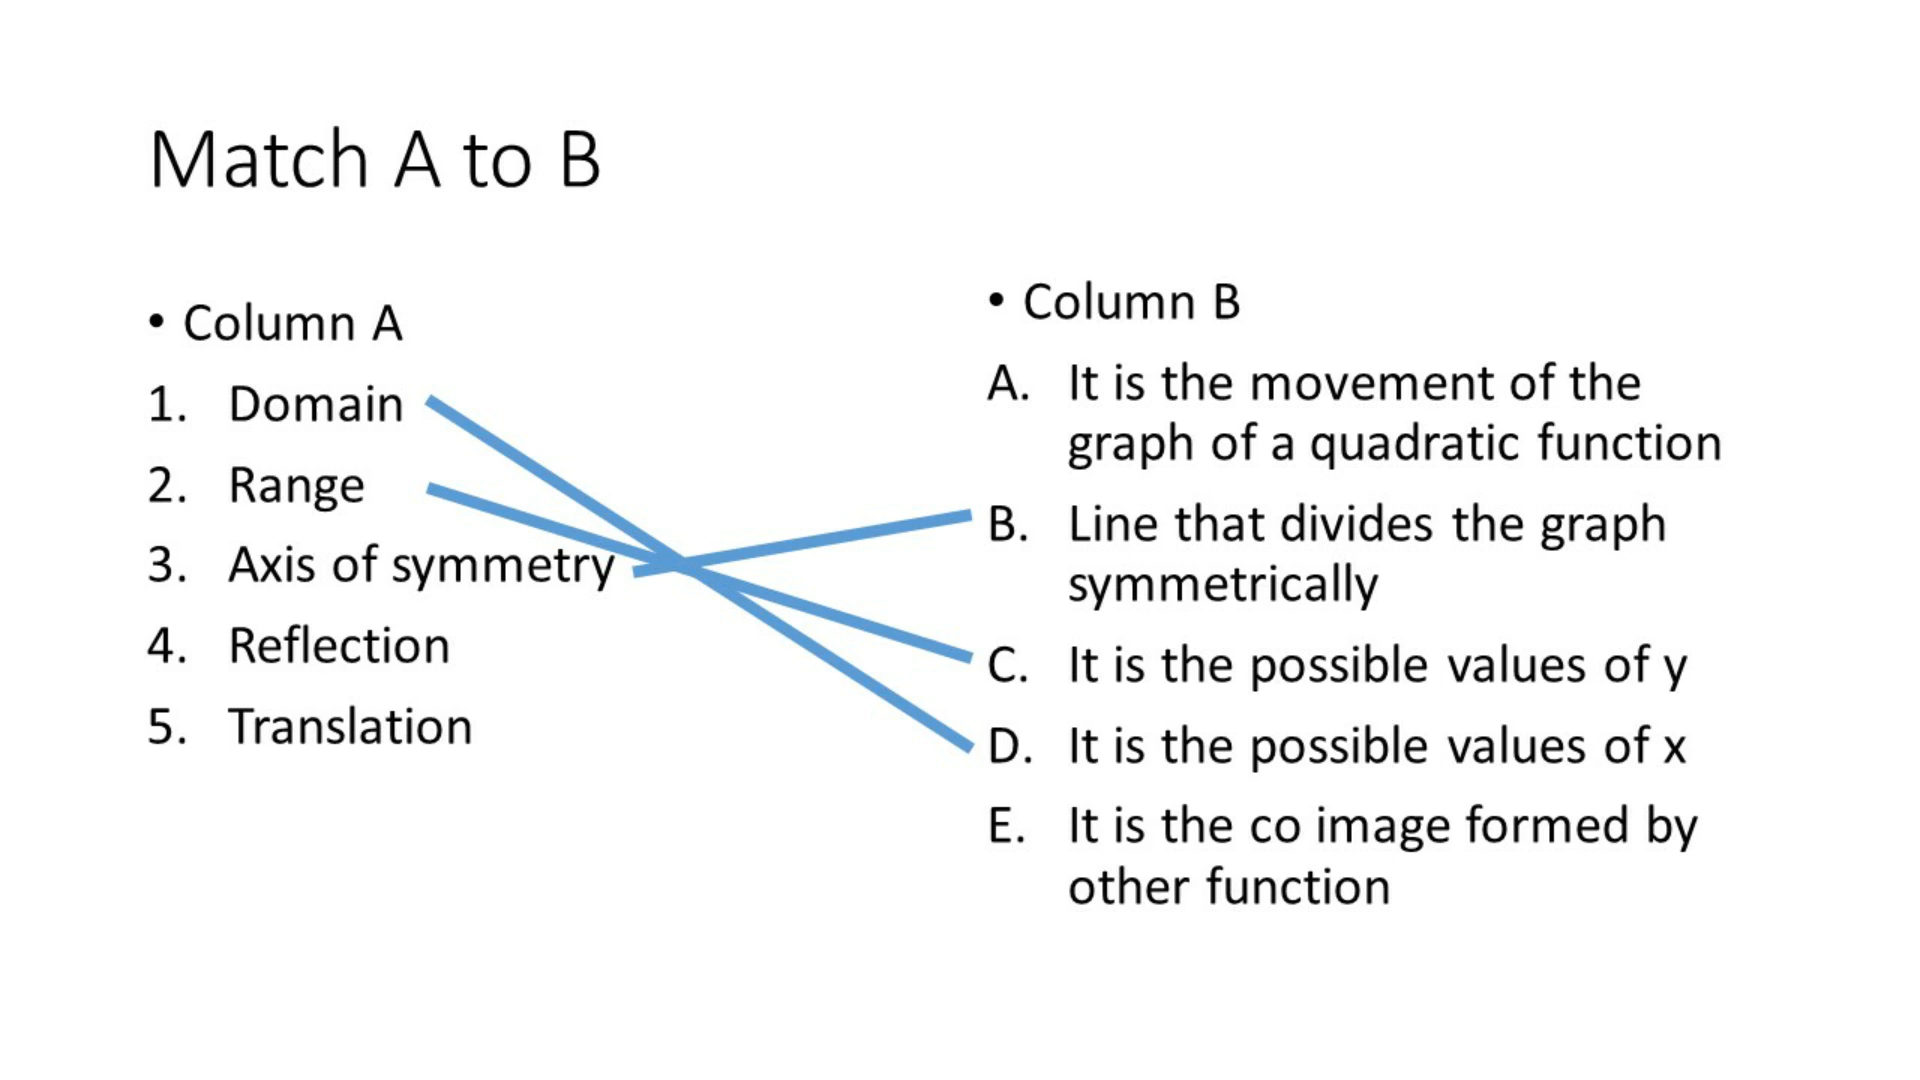 Match A to B
• Column A
1. Domain
2. Range
3. Axis of symmetry
4. Reflection
5. Translation
• Column B
A. It is the movement of the
graph of a quadratic function
B. Line that divides the graph
symmetrically
C. It is the possible values of y
D. It is the possible values of x
E. It is the co image formed by
other function